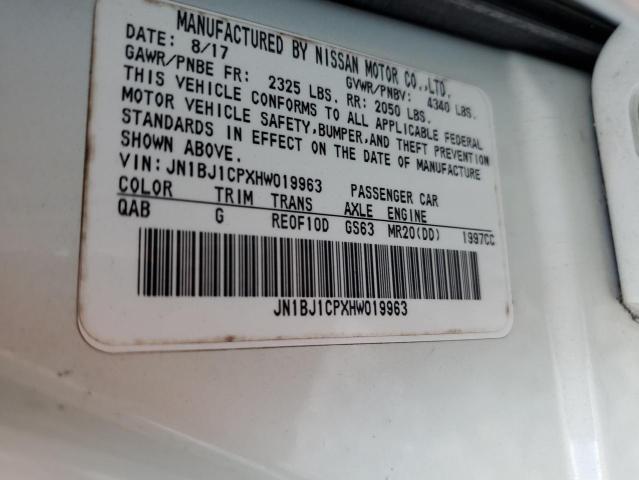 MANUFACTURED BY NISSAN MOTOR CO.,LTD.
DATE: 8/17 GVWR/PNBV: 4340 LBS.
GAWR/PNBE FR: 2325 LBS. RR: 2050 LBS.
THIS VEHICLE CONFORMS TO ALL APPLICABLE FEDERAL
MOTOR VEHICLE SAFETY,BUMPER,AND THEFT PREVENTION
STANDARDS IN EFFECT ON THE DATE OF MANUFACTURE
SHOWN ABOVE.
VIN: JN1BJ1CPXHW019963 PASSENGER CAR
COLOR TRIM TRANS AXLE ENGINE
QAB G RE0F10D GS63 MR20(DD) 1997CC
JN1BJ1CPXHW019963